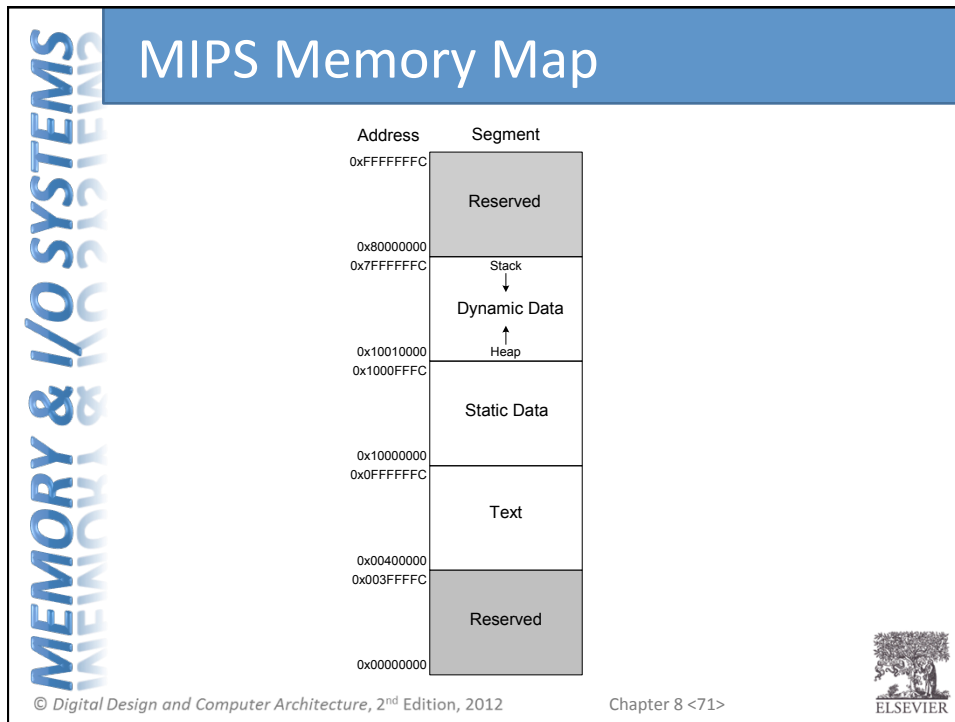 MIPS Memory Map
MEMORY & I/O SYSTEMS
Address Segment
0xFFFFFFFC
Reserved
0x80000000
0x7FFFFFFC Stack
Dynamic Data
0x10010000 Heap
0x1000FFFC
Static Data
0x10000000
0x0FFFFFFC
Text
0x00400000
0x003FFFFC
Reserved
0x00000000
© Digital Design and Computer Architecture, 2nd Edition, 2012 Chapter 8 <71>
ELSEVIER